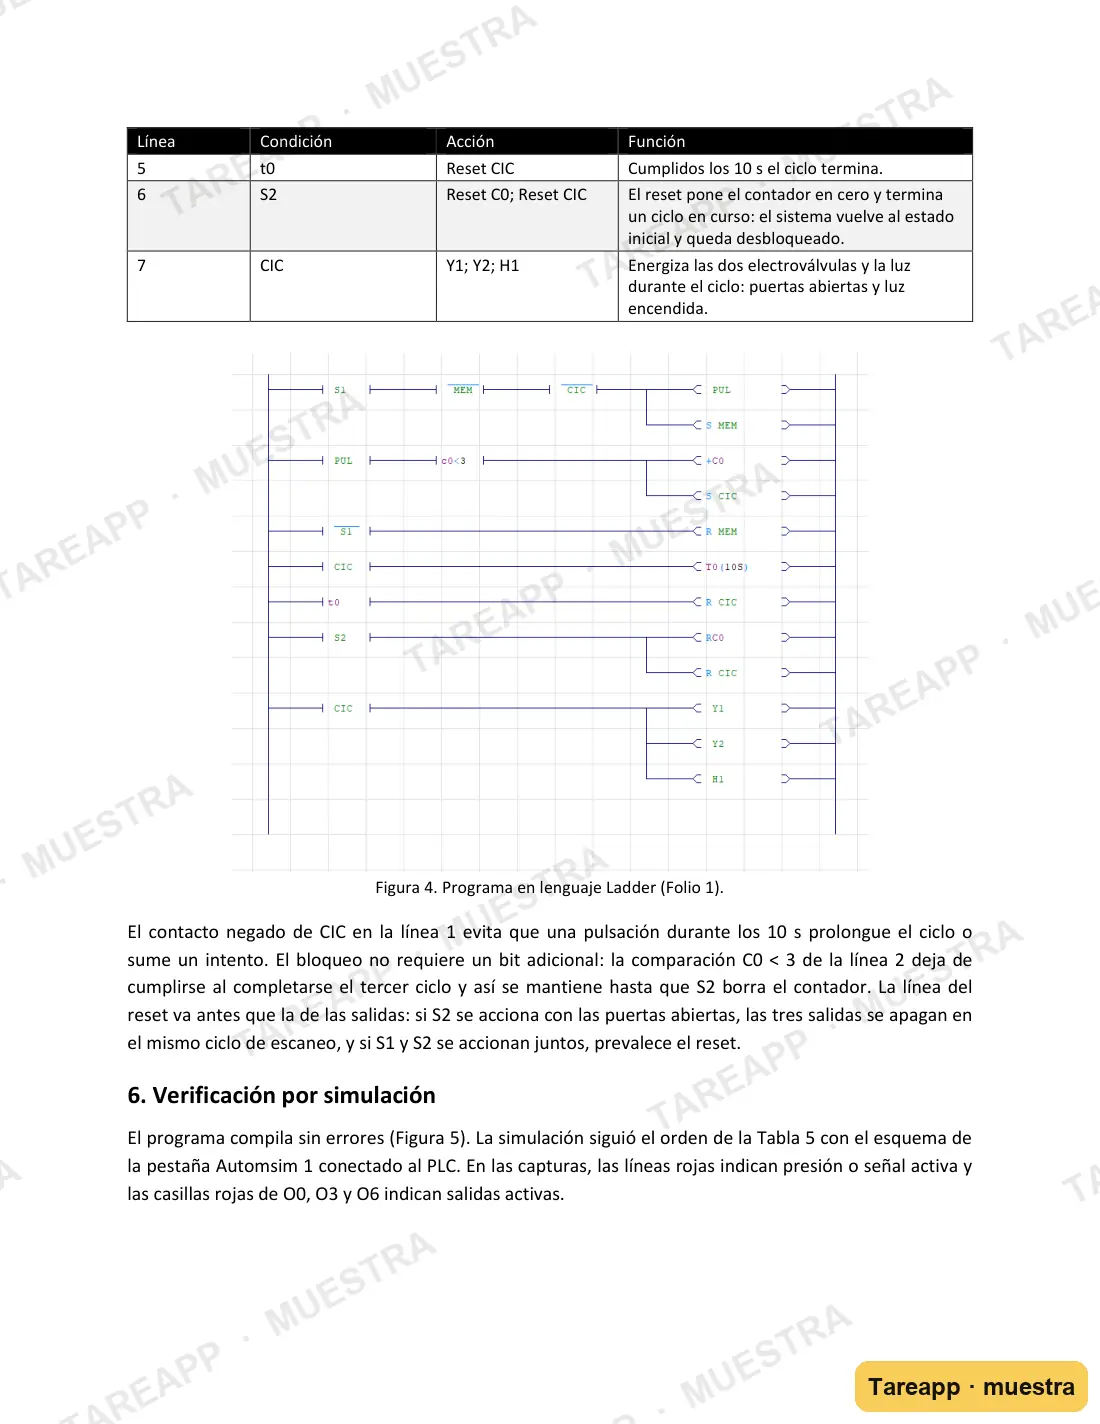 Línea Condición Acción Función
5 t0 Reset CIC Cumplidos los 10 s el ciclo termina.
6 S2 Reset C0; Reset CIC El reset pone el contador en cero y termina
un ciclo en curso: el sistema vuelve al estado
inicial y queda desbloqueado.
7 CIC Y1; Y2; H1 Energiza las dos electroválvulas y la luz
durante el ciclo: puertas abiertas y luz
encendida.
S1 MEM CIC PUL
S MEM
PUL c0<3 +C0
S CIC
S1 R MEM
CIC T0(10S)
t0 R CIC
S2 RC0
R CIC
CIC Y1
Y2
H1
Figura 4. Programa en lenguaje Ladder (Folio 1).
El contacto negado de CIC en la línea 1 evita que una pulsación durante los 10 s prolongue el ciclo o
sume un intento. El bloqueo no requiere un bit adicional: la comparación C0 < 3 de la línea 2 deja de
cumplirse al completarse el tercer ciclo y así se mantiene hasta que S2 borra el contador. La línea del
reset va antes que la de las salidas: si S2 se acciona con las puertas abiertas, las tres salidas se apagan en
el mismo ciclo de escaneo, y si S1 y S2 se accionan juntos, prevalece el reset.
6. Verificación por simulación
El programa compila sin errores (Figura 5). La simulación siguió el orden de la Tabla 5 con el esquema de
la pestaña Automsim 1 conectado al PLC. En las capturas, las líneas rojas indican presión o señal activa y
las casillas rojas de O0, O3 y O6 indican salidas activas.
TAREAPP · MUESTRA
Tareapp · muestra